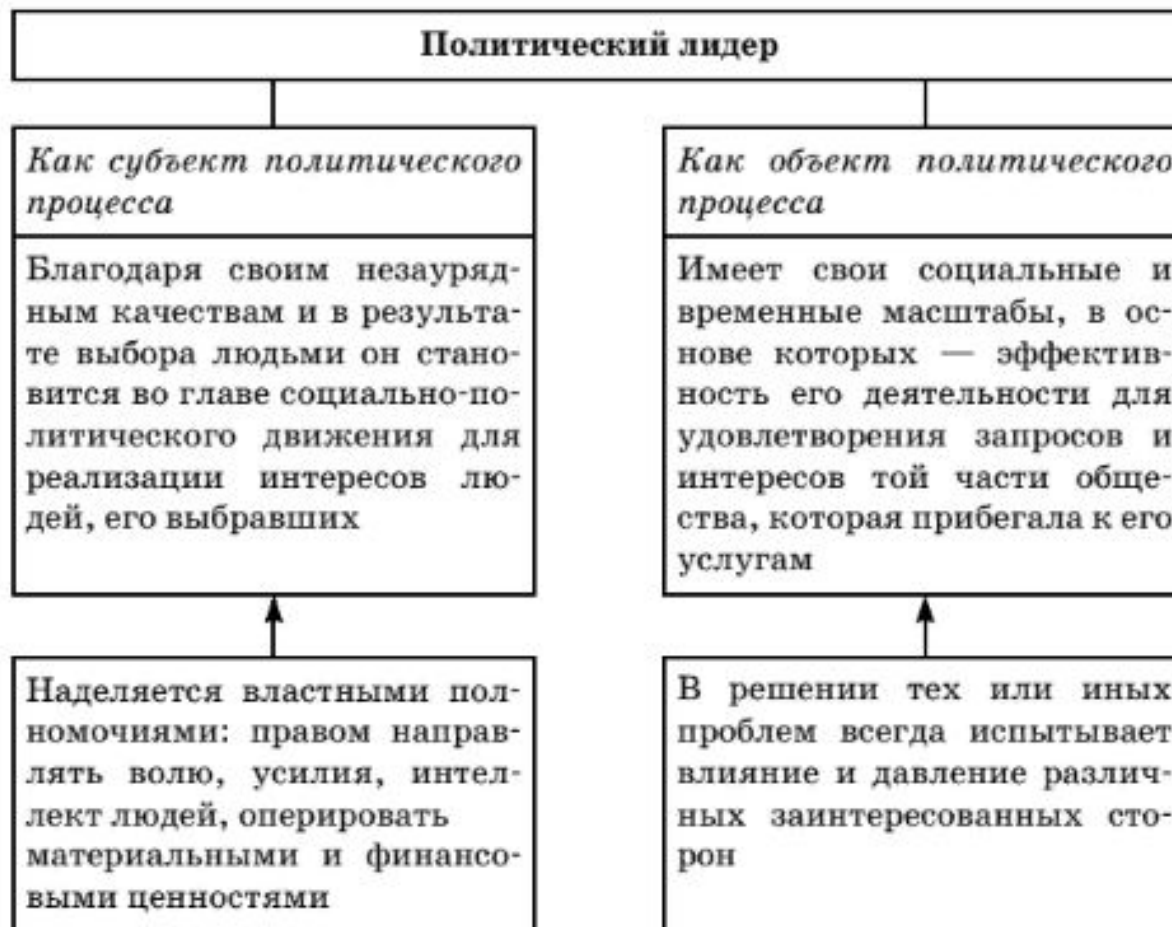 Политический лидер
Как субъект политического
процесса
Благодаря своим незауряд-
ным качествам и в результа-
те выбора людьми он стано-
вится во главе социально-по-
литического движения для
реализации интересов лю-
дей, его выбравших
Наделяется властными пол-
номочиями: правом направ-
лять волю, усилия, интел-
лект людей, оперировать
материальными и финансо-
выми ценностями
Как объект политического
процесса
Имеет свои социальные и
временные масштабы, в ос-
нове которых — эффектив-
ность его деятельности для
удовлетворения запросов и
интересов той части обще-
ства, которая прибегала к его
услугам
В решении тех или иных
проблем всегда испытывает
влияние и давление различ-
ных заинтересованных сто-
рон